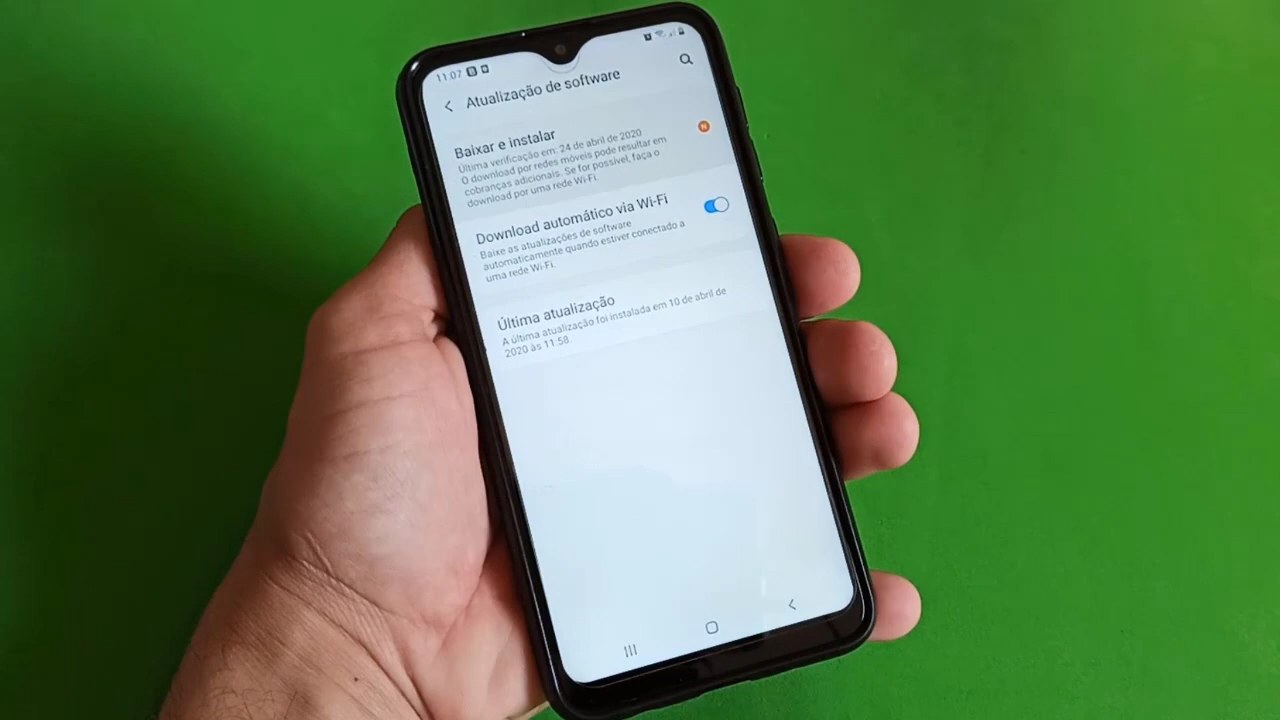 11:07
Atualização de software
Baixar e instalar
Última verificação em: 24 de abril de 2020
O download por redes móveis pode resultar em
cobranças adicionais. Se for possível, faça o
download por uma rede Wi-Fi.
N
Download automático via Wi-Fi
Baixe as atualizações de software
automaticamente quando estiver conectado a
uma rede Wi-Fi.
Última atualização
A última atualização foi instalada em 10 de abril de
2020 às 11:58.